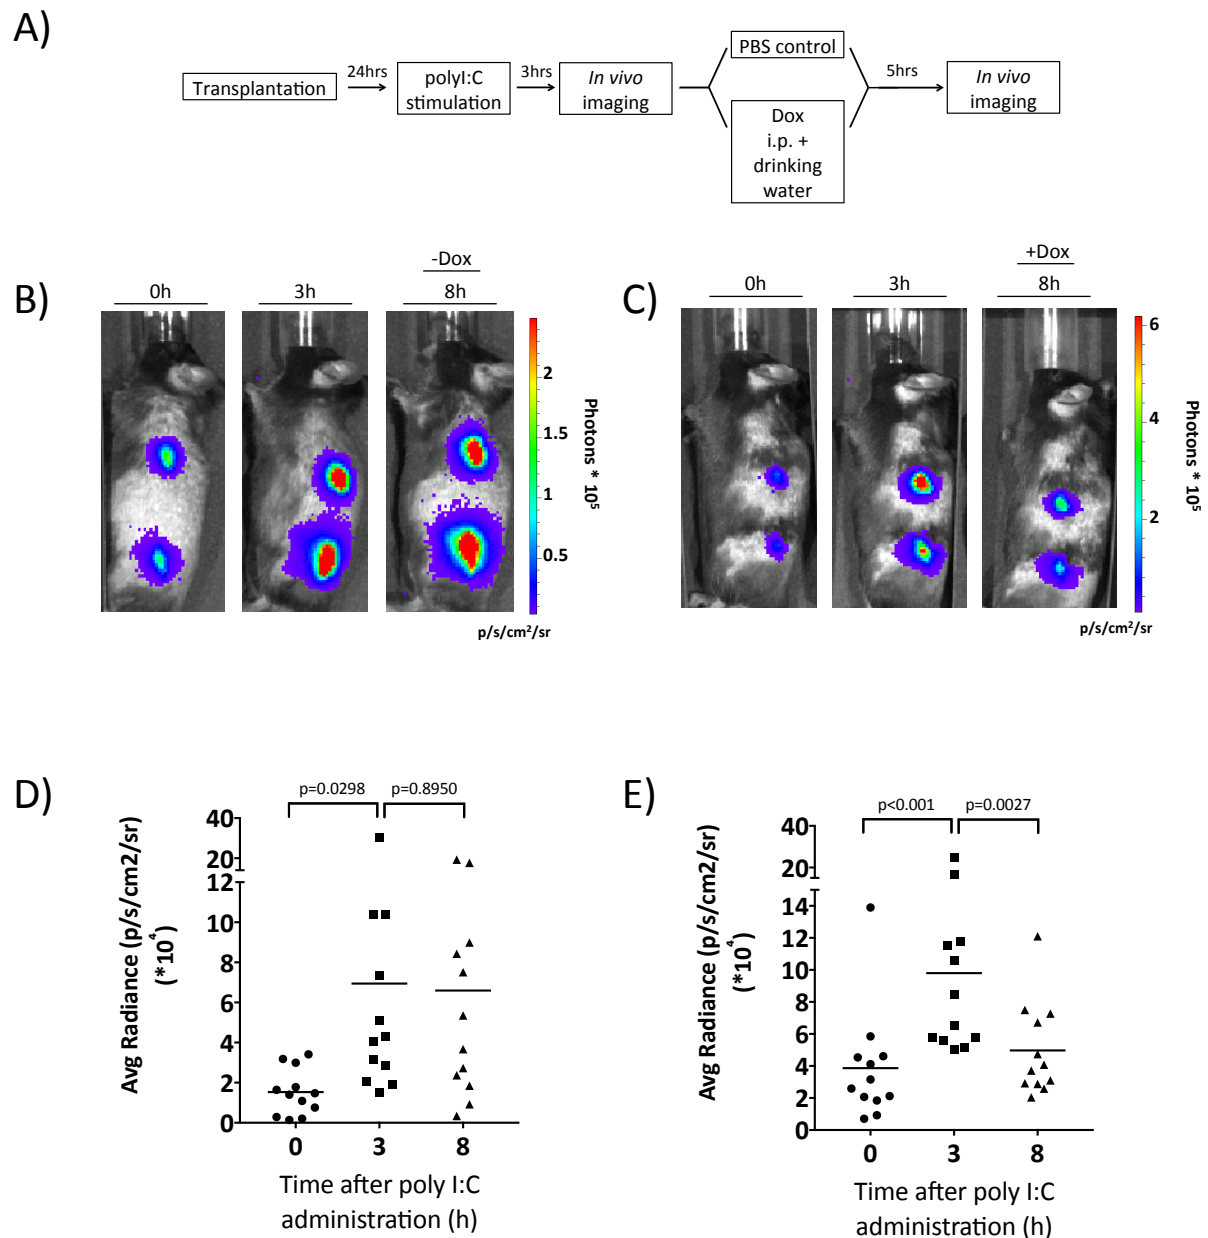 A)
Transplantation
24hrs
polyI:C
stimulation
3hrs
In vivo
imaging
PBS control
Dox
i.p. +
drinking
water
5hrs
In vivo
imaging
B)
0h
3h
-Dox
8h
2
1.5
1
0.5
Photons * 10⁵
p/s/cm²/sr
C)
0h
3h
+Dox
8h
6
4
2
Photons * 10⁵
p/s/cm²/sr
D)
p=0.0298
p=0.8950
Avg Radiance (p/s/cm2/sr)
(*10⁴)
40
20
12
10
8
6
4
2
0
0 3 8
Time after poly I:C
administration (h)
E)
p<0.001
p=0.0027
Avg Radiance (p/s/cm2/sr)
(*10⁴)
40
20
14
12
10
8
6
4
2
0
0 3 8
Time after poly I:C
administration (h)